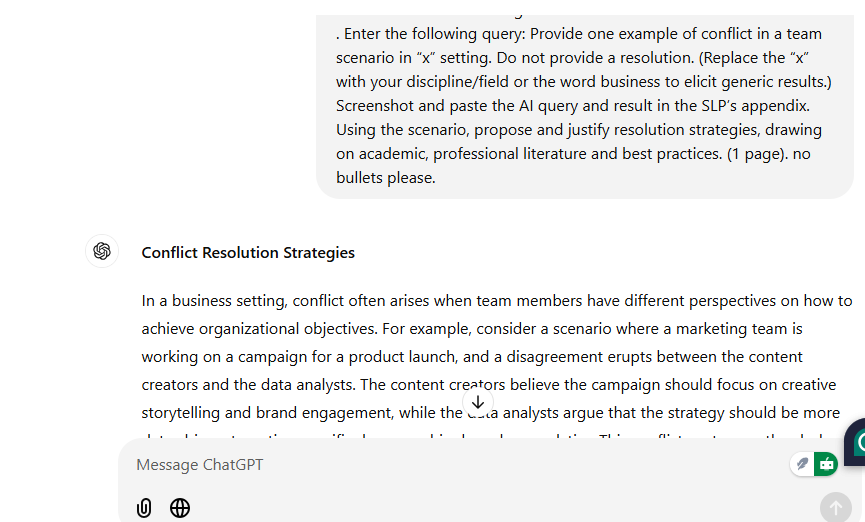 . Enter the following query: Provide one example of conflict in a team
scenario in “x” setting. Do not provide a resolution. (Replace the “x”
with your discipline/field or the word business to elicit generic results.)
Screenshot and paste the AI query and result in the SLP’s appendix.
Using the scenario, propose and justify resolution strategies, drawing
on academic, professional literature and best practices. (1 page). no
bullets please.
Conflict Resolution Strategies
In a business setting, conflict often arises when team members have different perspectives on how to
achieve organizational objectives. For example, consider a scenario where a marketing team is
working on a campaign for a product launch, and a disagreement erupts between the content
creators and the data analysts. The content creators believe the campaign should focus on creative
storytelling and brand engagement, while the data analysts argue that the strategy should be more
Message ChatGPT